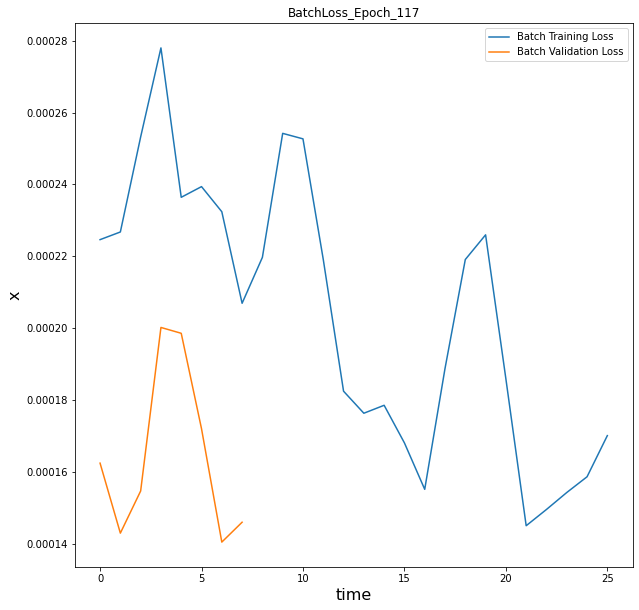 BatchLoss_Epoch_117
Batch Training Loss
Batch Validation Loss
0.00028
0.00026
0.00024
0.00022
0.00020
0.00018
0.00016
0.00014
x
0
5
10
15
20
25
time